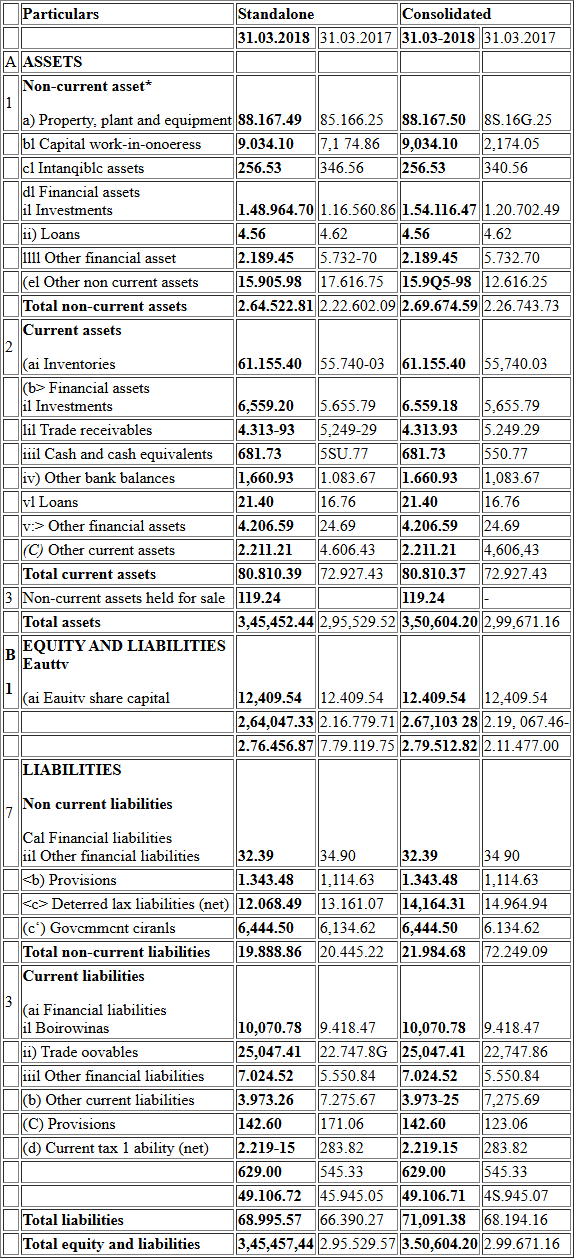 Particulars Standalone Consolidated
31.03.2018 31.03.2017 31.03-2018 31.03.2017
A ASSETS
1 Non-current asset*
a) Property, plant and equipment 88.167.49 85.166.25 88.167.50 8S.16G.25
bl Capital work-in-onoeress 9.034.10 7,1 74.86 9,034.10 2,174.05
cl Intanqiblc assets 256.53 346.56 256.53 340.56
dl Financial assets
il Investments 1.48,964.70 1.16.560.86 1.54.116.47 1.20.702.49
ii) Loans 4.56 4.62 4.56 4.62
llll Other financial asset 2.189.45 5.732-70 2.189.45 5.732.70
(el Other non current assets 15.905.98 17.616.75 15.9Q5-98 12.616.25
Total non-current assets 2.64.522.81 2.22.602.09 2.69.674.59 2.26.743.73
2 Current assets
(ai Inventories 61.155.40 55.740-03 61.155.40 55,740.03
(b> Financial assets
il Investments 6,559.20 5.655.79 6.559.18 5,655.79
lil Trade receivables 4.313-93 5,249-29 4.313.93 5.249.29
iiil Cash and cash equivalents 681.73 5SU.77 681.73 550.77
iv) Other bank balances 1,660.93 1.083.67 1.660.93 1,083.67
vl Loans 21.40 16.76 21.40 16.76
v:> Other financial assets 4.206.59 24.69 4.206.59 24.69
(C) Other current assets 2.211.21 4.606.43 2.211.21 4,606,43
Total current assets 80.810.39 72.927.43 80.810.37 72.927.43
3 Non-current assets held for sale 119.24 119.24 -
Total assets 3,45,452.44 2,95,529.52 3,50,604.20 2,99,671.16
B EQUITY AND LIABILITIES
Eauttv
1
(ai Eauitv share capital 12,409.54 12.409.54 12.409.54 12,409.54
2,64,047.33 2.16.779.71 2.67,103 28 2.19, 067.46-
2.76.456.87 7.79.119.75 2.79.512.82 2.11.477.00
7 LIABILITIES
Non current liabilities
Cal Financial liabilities
iil Other financial liabilities 32.39 34.90 32.39 34 90
<b) Provisions 1.343.48 1,114.63 1.343.48 1,114.63
<c> Deterred lax liabilities (net) 12.068.49 13.161.07 14,164.31 14.964.94
(c‘) Govcmmcnt ciranls 6,444.50 6,134.62 6,444.50 6.134.62
Total non-current liabilities 19.888.86 20.445.22 21.984.68 72.249.09
3 Current liabilities
(ai Financial liabilities
il Boirowinas 10,070.78 9.418.47 10,070.78 9.418.47
ii) Trade oovables 25,047.41 22.747.8G 25,047.41 22,747.86
iiil Other financial liabilities 7.024.52 5.550.84 7.024.52 5.550.84
(b) Other current liabilities 3.973.26 7,275.67 3.973-25 7,275.69
(C) Provisions 142.60 171.06 142.60 123.06
(d) Current tax 1 ability (net) 2.219-15 283.82 2.219.15 283.82
629.00 545.33 629.00 545.33
49.106.72 45.945.05 49.106.71 4S.945.07
Total liabilities 68.995.57 66.390.27 71,091.38 68.194.16
Total equity and liabilities 3,45,457,44 2.95.529.57 3.50,604.20 2.99.671.16